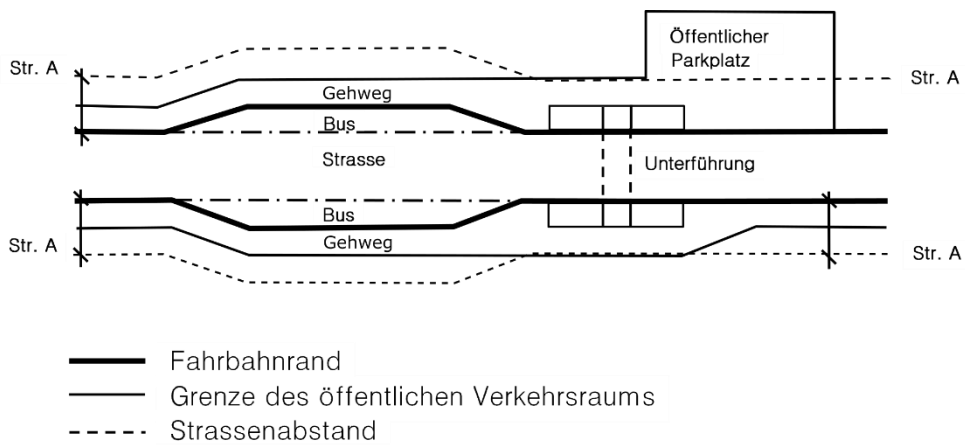 Öffentlicher
Parkplatz
Str. A
Str. A
Gehweg
Bus
Strasse
Unterführung
Bus
Gehweg
Str. A
Str. A
Fahrbahnrand
Grenze des öffentlichen Verkehrsraums
Strassenabstand